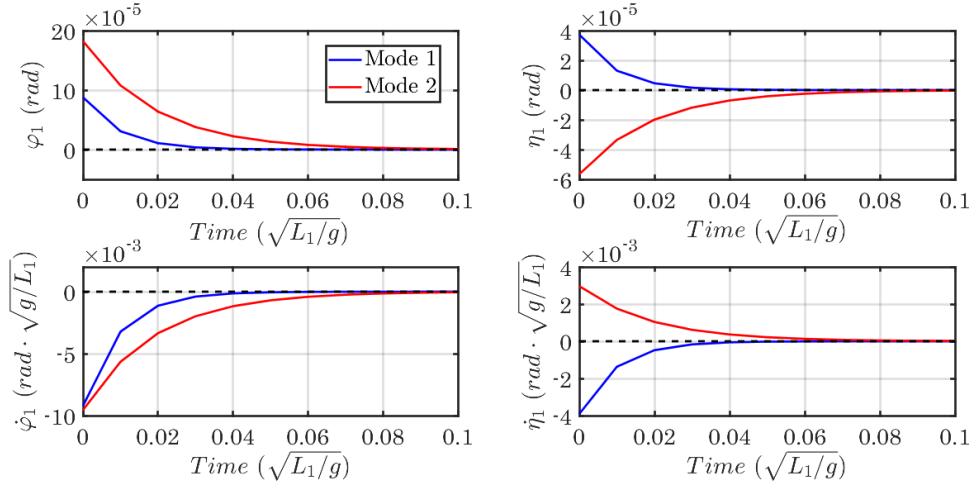 ×10⁻⁵
20
10
0
φ₁ (rad)
Mode 1
Mode 2
0 0.02 0.04 0.06 0.08 0.1
Time (√L₁/g)
×10⁻⁵
4
2
0
-2
-4
-6
η₁ (rad)
0 0.02 0.04 0.06 0.08 0.1
Time (√L₁/g)
×10⁻³
0
-5
-10
φ̇₁ (rad · √g/L₁)
0 0.02 0.04 0.06 0.08 0.1
Time (√L₁/g)
×10⁻³
4
2
0
-2
-4
η̇₁ (rad · √g/L₁)
0 0.02 0.04 0.06 0.08 0.1
Time (√L₁/g)